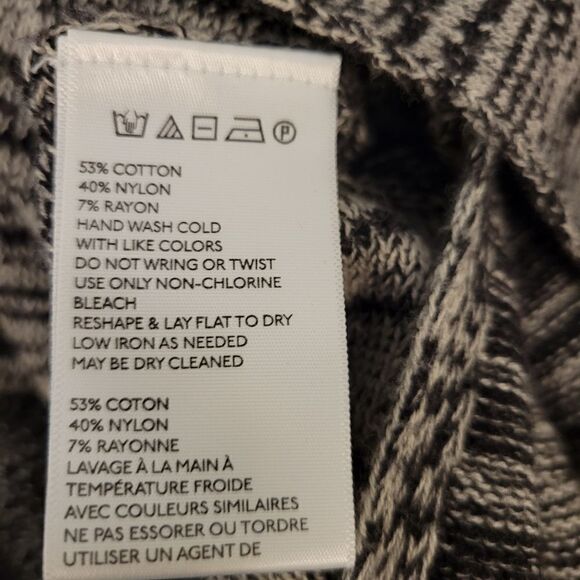 P
53% COTTON
40% NYLON
7% RAYON
HAND WASH COLD
WITH LIKE COLORS
DO NOT WRING OR TWIST
USE ONLY NON-CHLORINE
BLEACH
RESHAPE & LAY FLAT TO DRY
LOW IRON AS NEEDED
MAY BE DRY CLEANED
53% COTON
40% NYLON
7% RAYONNE
LAVAGE À LA MAIN À
TEMPÉRATURE FROIDE
AVEC COULEURS SIMILAIRES
NE PAS ESSORER OU TORDRE
UTILISER UN AGENT DE